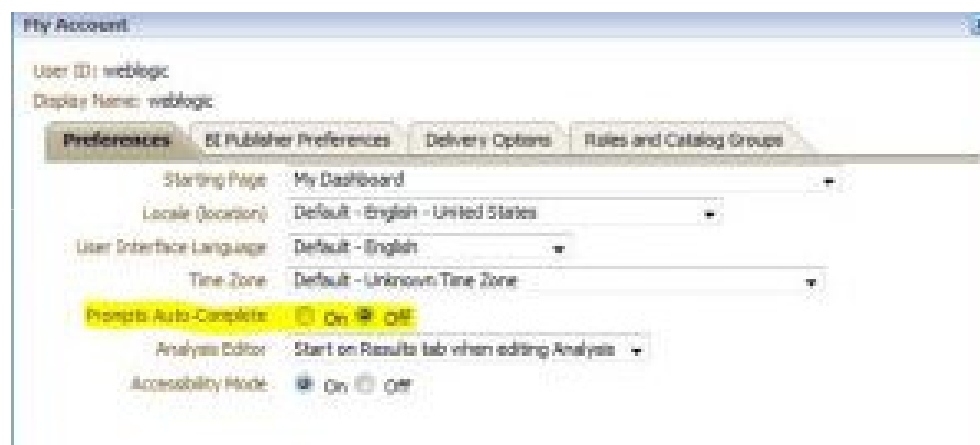 My Account
User ID: weblogic
Display Name: weblogic
Preferences BI Publisher Preferences Delivery Options Roles and Catalog Groups
Starting Page My Dashboard
Locale (location) Default - English - United States
User Interface Language Default - English
Time Zone Default - Unknown Time Zone
Prompts Auto-Complete On Off
Analysis Editor Start on Results tab when editing Analysis
Accessibility Mode On Off